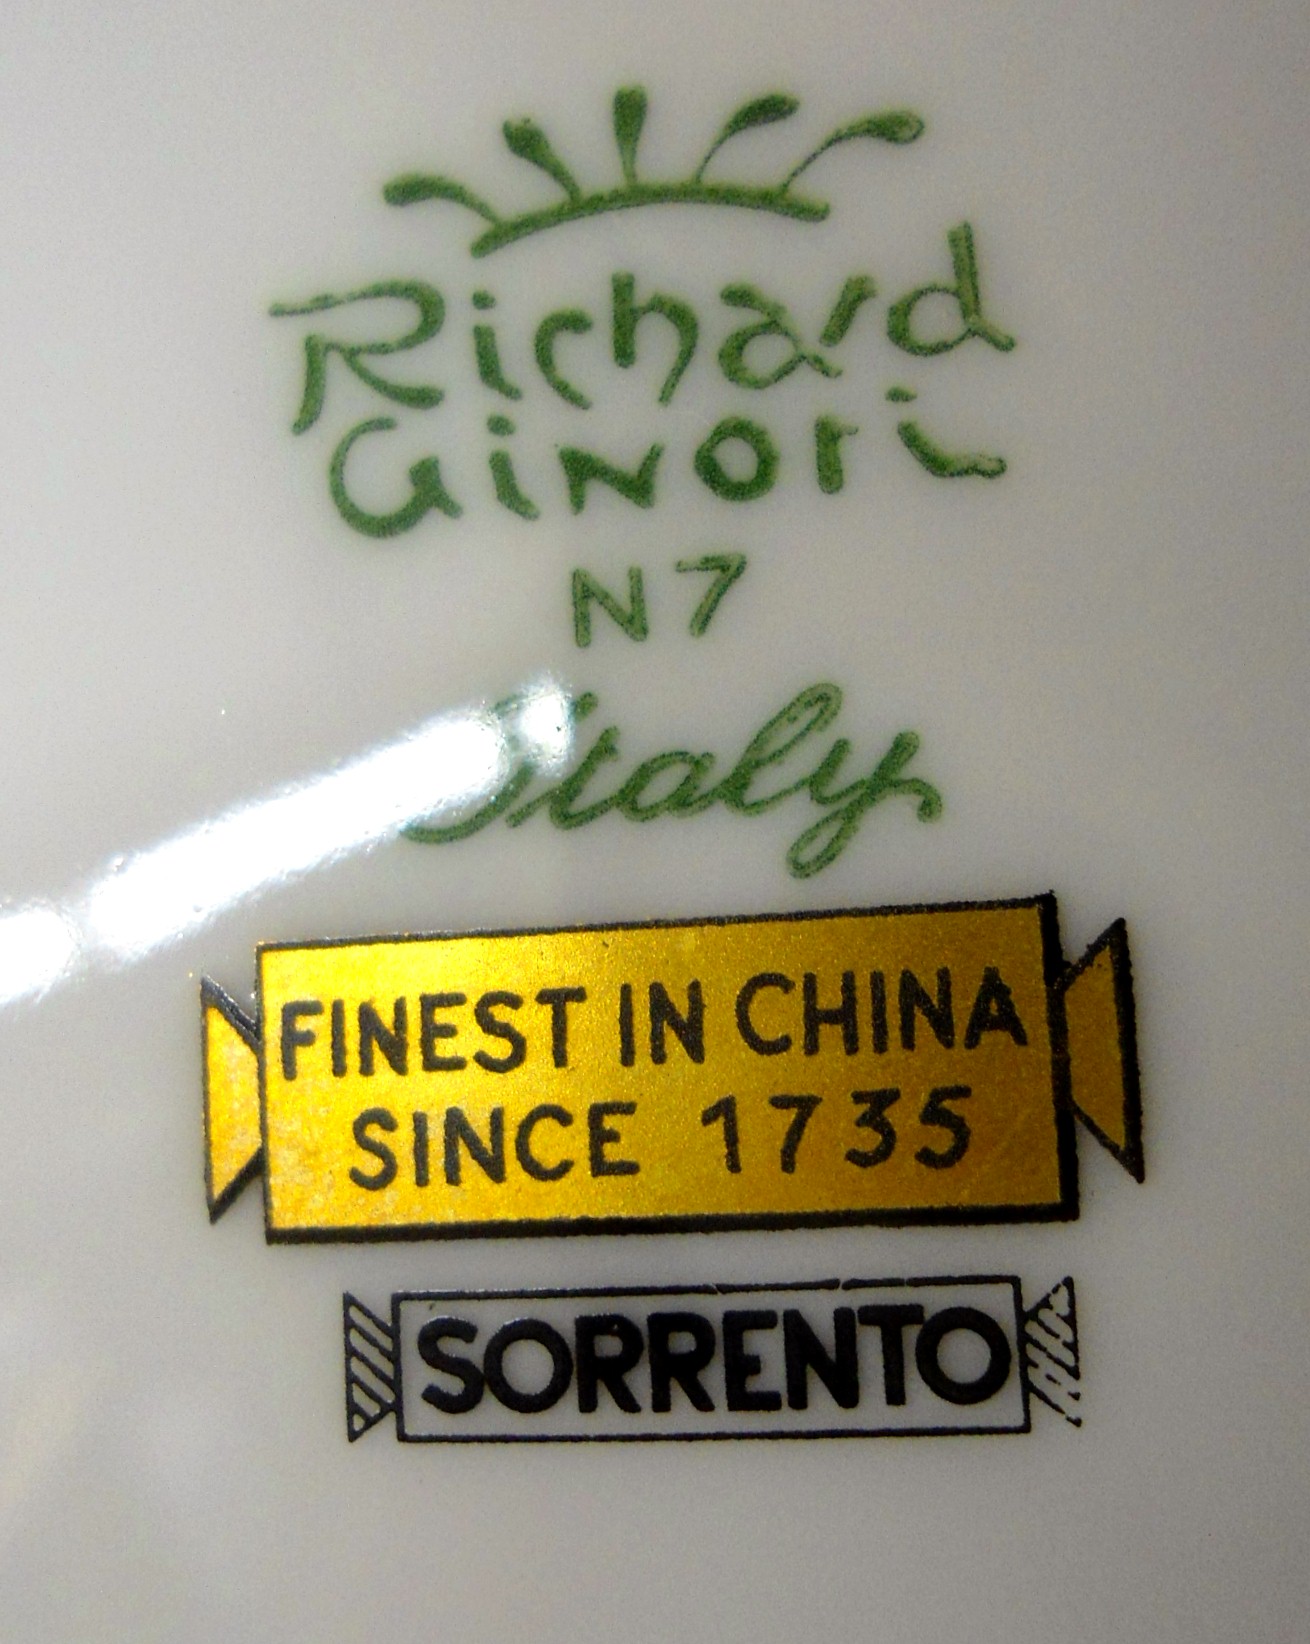 Richard
Ginori
N7
Italy
FINEST IN CHINA
SINCE 1735
SORRENTO